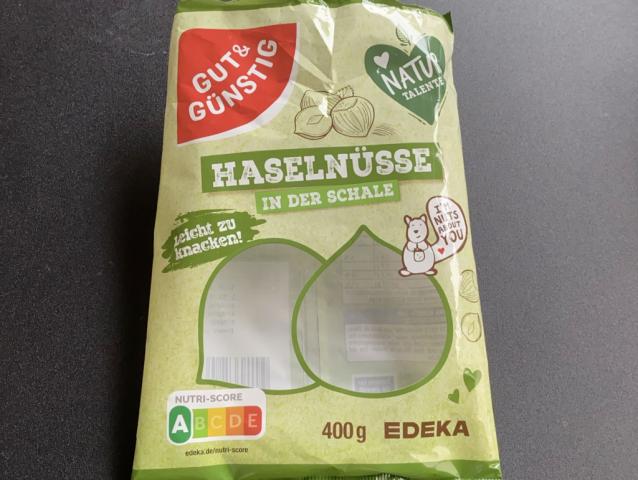 GUT&
GÜNSTIG
NATUR
TALENTE
HASELNÜSSE
IN DER SCHALE
Leicht zu
knacken!
I'M
NUTS
ABOUT
YOU
NUTRI-SCORE
A B C D E
edeka.de/nutri-score
400 g EDEKA